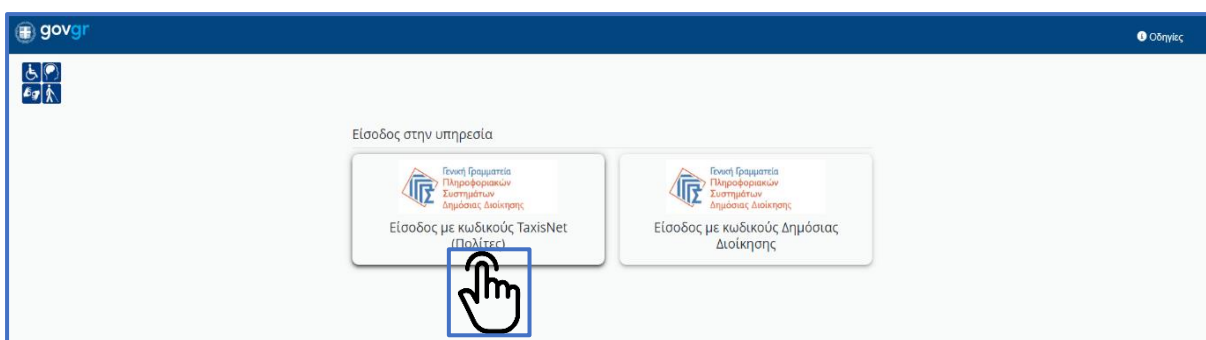 govgr
Οδηγίες
Είσοδος στην υπηρεσία
Γενική Γραμματεία
Πληροφοριακών
Συστημάτων
Δημόσιας Διοίκησης
Είσοδος με κωδικούς TaxisNet
(Πολίτες)
Γενική Γραμματεία
Πληροφοριακών
Συστημάτων
Δημόσιας Διοίκησης
Είσοδος με κωδικούς Δημόσιας
Διοίκησης